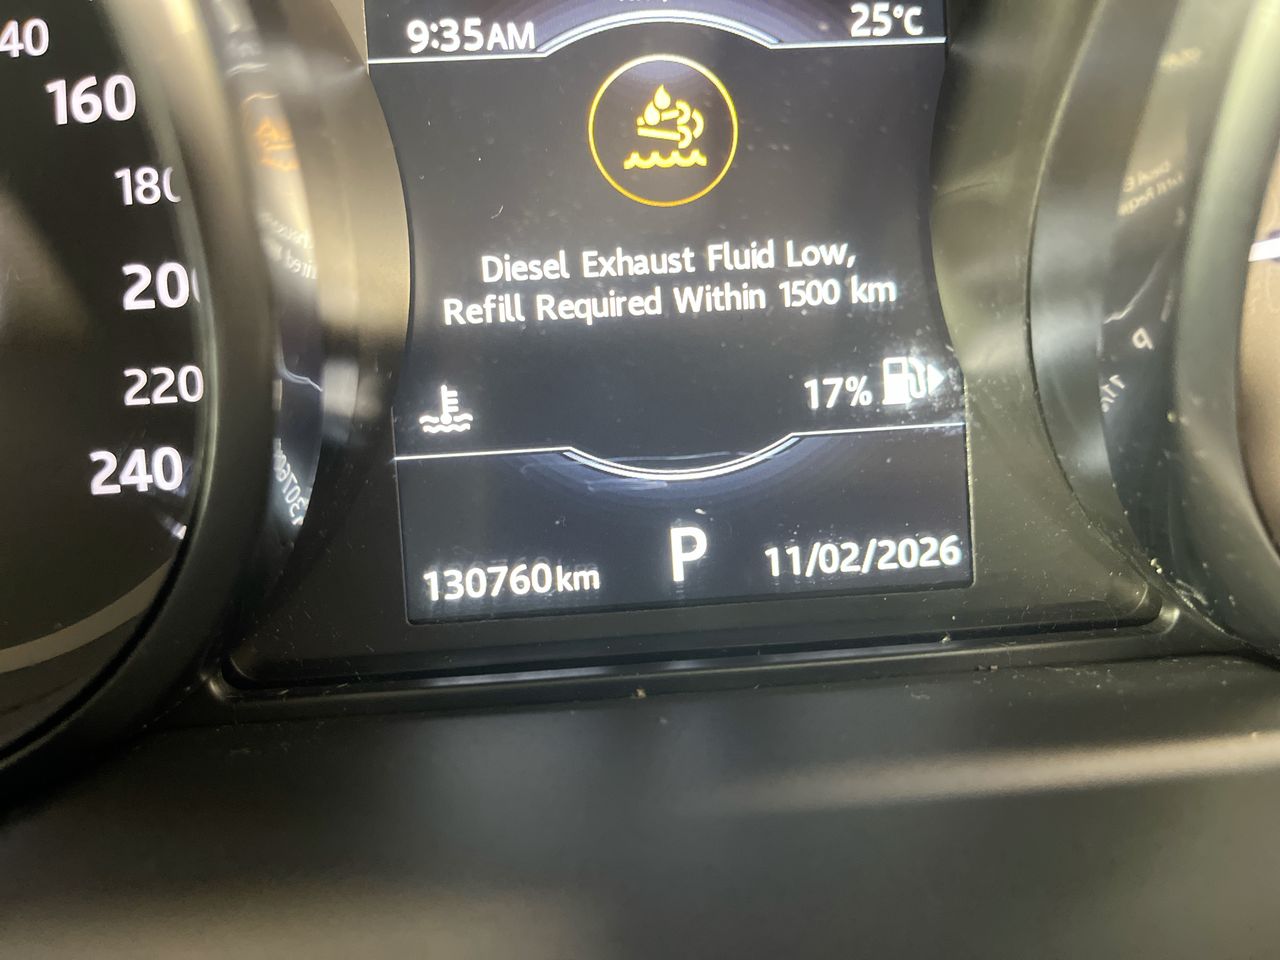 9:35AM
25°C
160
200
220
240
Diesel Exhaust Fluid Low,
Refill Required Within 1500 km
17%
130760km
P
11/02/2026